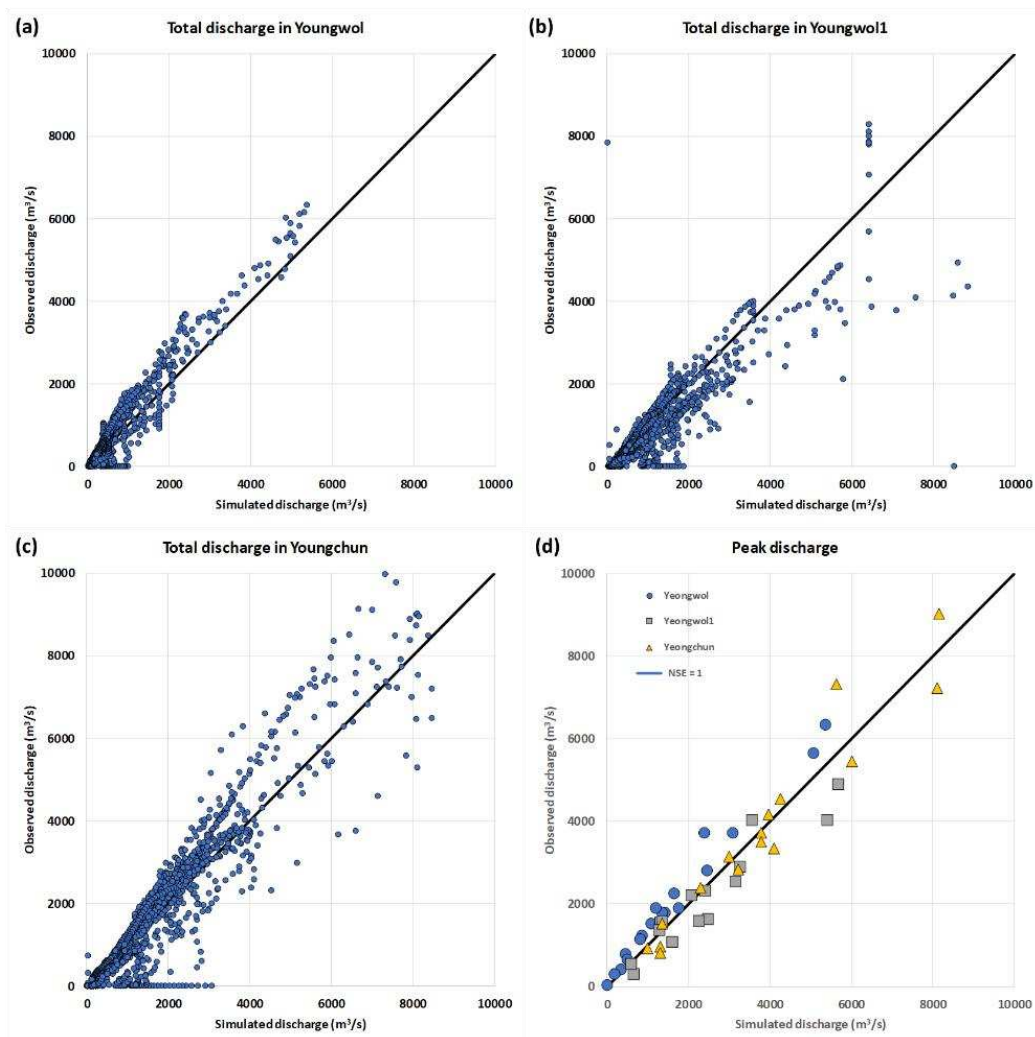 (a)
Total discharge in Youngwol
10000
8000
6000
4000
2000
0
Observed discharge (m³/s)
0 2000 4000 6000 8000 10000
Simulated discharge (m³/s)
(b)
Total discharge in Youngwol1
10000
8000
6000
4000
2000
0
Observed discharge (m³/s)
0 2000 4000 6000 8000 10000
Simulated discharge (m³/s)
(c)
Total discharge in Youngchun
10000
8000
6000
4000
2000
0
Observed discharge (m³/s)
0 2000 4000 6000 8000 10000
Simulated discharge (m³/s)
(d)
Peak discharge
10000
8000
6000
4000
2000
0
Observed discharge (m³/s)
Yeongwol
Yeongwol1
Yeongchun
NSE = 1
0 2000 4000 6000 8000 10000
Simulated discharge (m³/s)